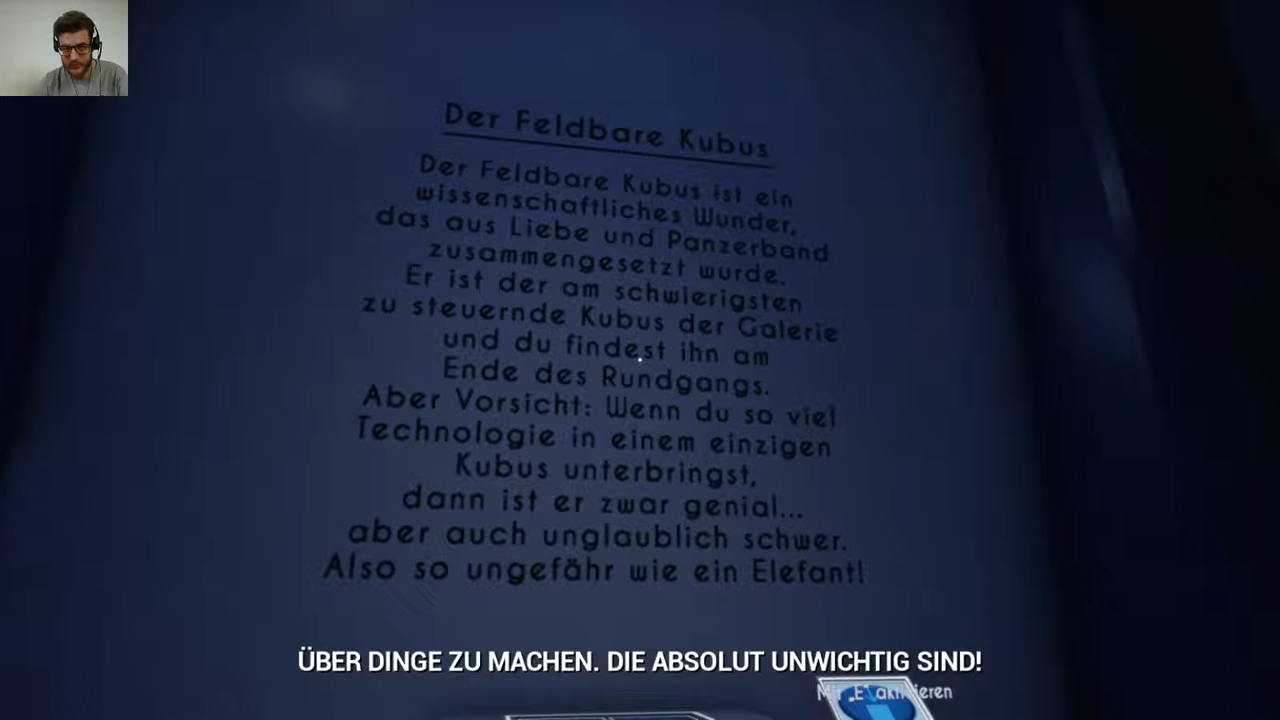 Der Feldbare Kubus
Der Feldbare Kubus ist ein
wissenschaftliches Wunder,
das aus Liebe und Panzerband
zusammengesetzt wurde.
Er ist der am schwierigsten
zu steuernde Kubus der Galerie
und du findest ihn am
Ende des Rundgangs.
Aber Vorsicht: Wenn du so viel
Technologie in einem einzigen
Kubus unterbringst,
dann ist er zwar genial...
aber auch unglaublich schwer.
Also so ungefähr wie ein Elefant!
ÜBER DINGE ZU MACHEN. DIE ABSOLUT UNWICHTIG SIND!
Mit „E“ aktivieren